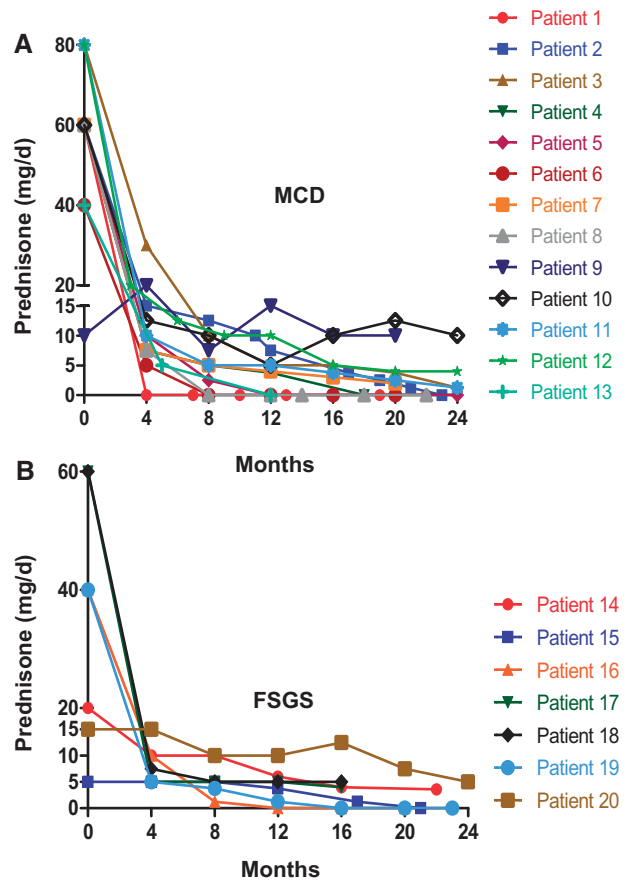 A
Prednisone (mg/d)
80
60
40
20
15
10
5
0
MCD
0 4 8 12 16 20 24
Months
Patient 1
Patient 2
Patient 3
Patient 4
Patient 5
Patient 6
Patient 7
Patient 8
Patient 9
Patient 10
Patient 11
Patient 12
Patient 13
B
Prednisone (mg/d)
60
40
20
15
10
5
0
FSGS
0 4 8 12 16 20 24
Months
Patient 14
Patient 15
Patient 16
Patient 17
Patient 18
Patient 19
Patient 20